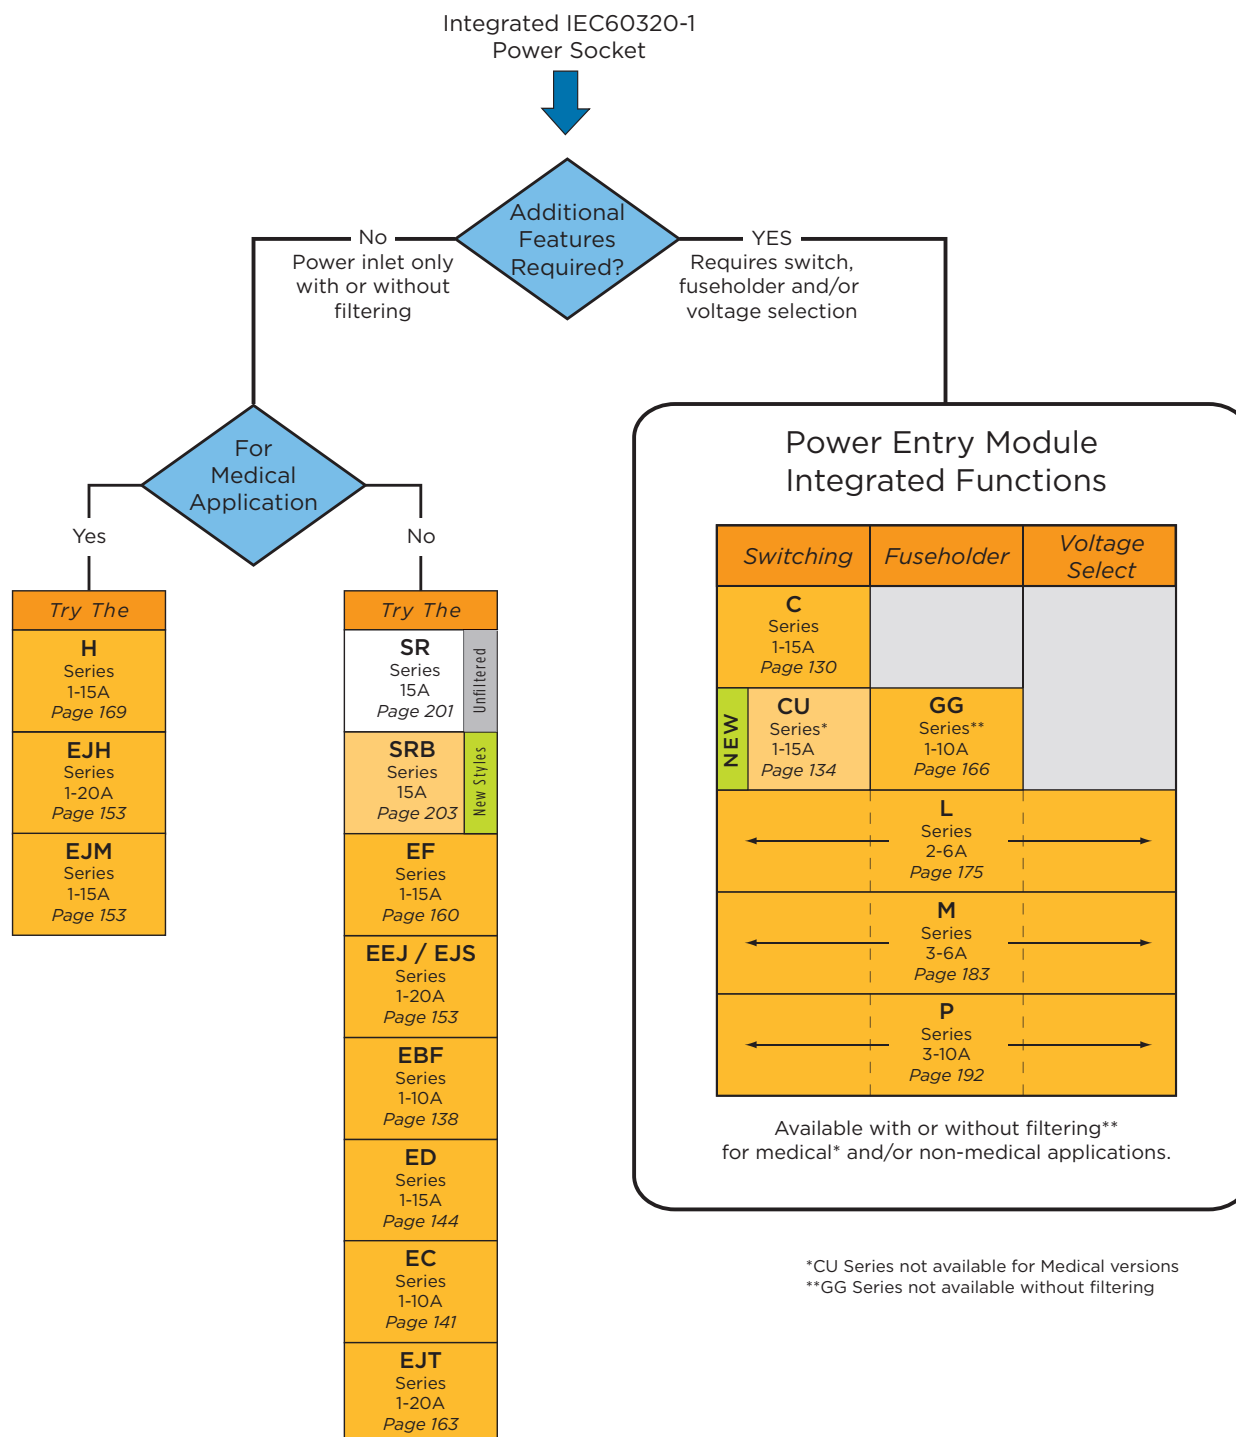 Integrated IEC60320-1
Power Socket
Additional
Features
Required?
No
Power inlet only
with or without
filtering
YES
Requires switch,
fuseholder and/or
voltage selection
For
Medical
Application
Yes
No
Try The
H
Series
1-15A
Page 169
EJH
Series
1-20A
Page 153
EJM
Series
1-15A
Page 153
Try The
SR
Series
15A
Page 201
Unfiltered
SRB
Series
15A
Page 203
New Styles
EF
Series
1-15A
Page 160
EEJ / EJS
Series
1-20A
Page 153
EBF
Series
1-10A
Page 138
ED
Series
1-15A
Page 144
EC
Series
1-10A
Page 141
EJT
Series
1-20A
Page 163
Power Entry Module
Integrated Functions
Switching
Fuseholder
Voltage
Select
C
Series
1-15A
Page 130
NEW
CU
Series*
1-15A
Page 134
GG
Series**
1-10A
Page 166
L
Series
2-6A
Page 175
M
Series
3-6A
Page 183
P
Series
3-10A
Page 192
Available with or without filtering**
for medical* and/or non-medical applications.
*CU Series not available for Medical versions
**GG Series not available without filtering